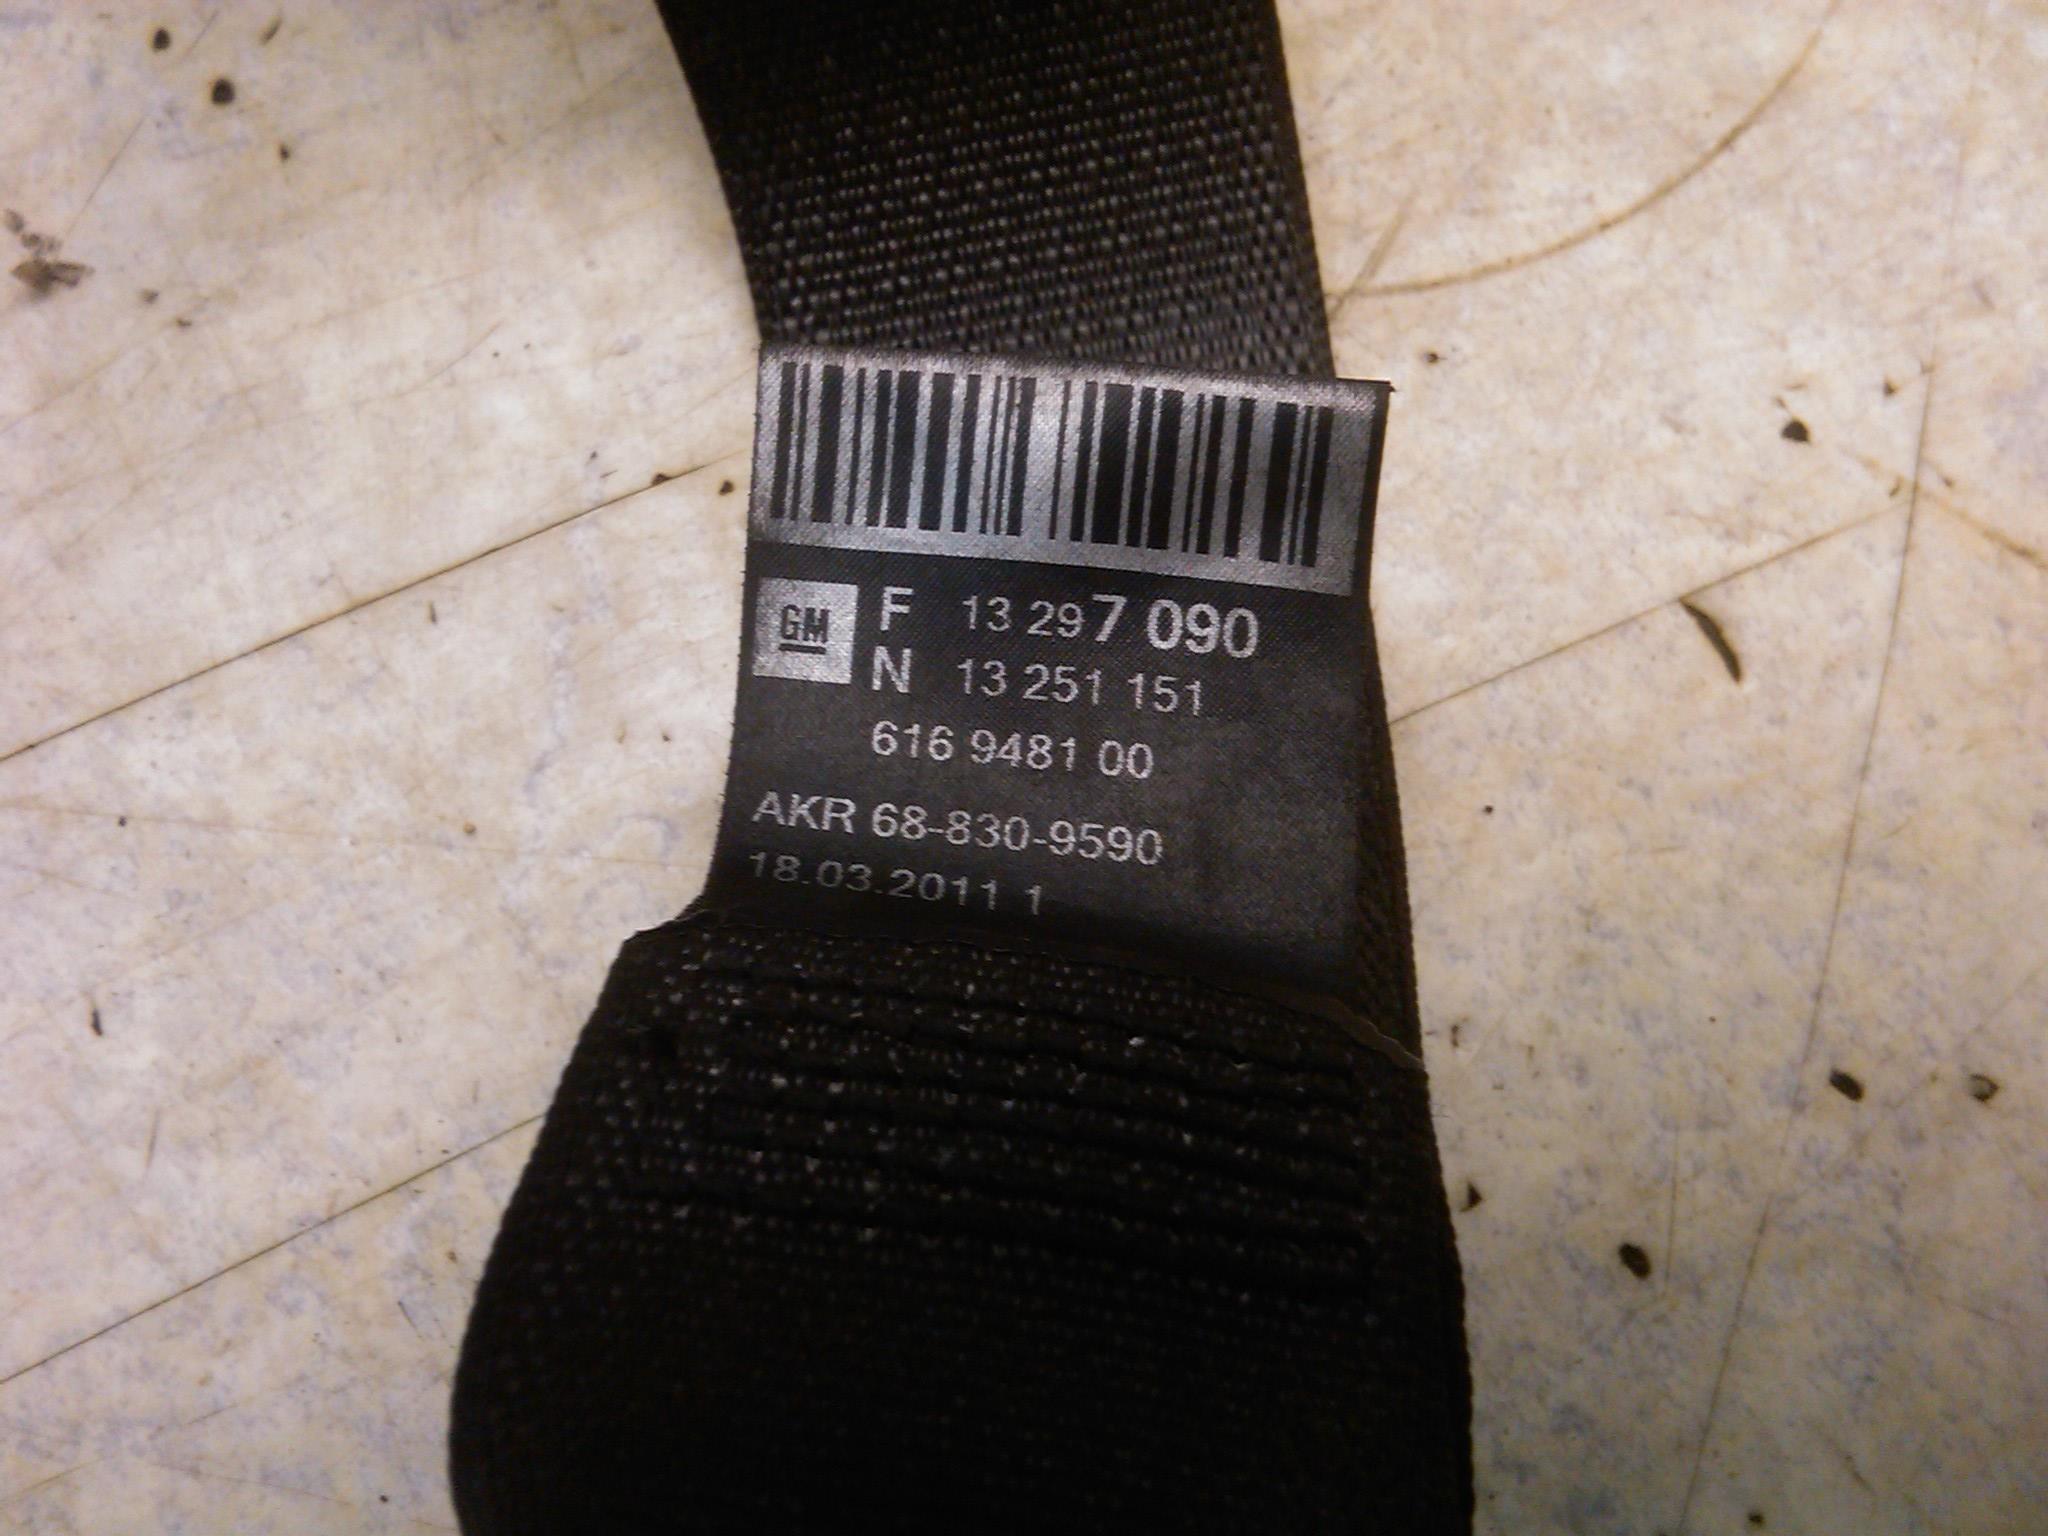 GM F 13 297 090
N 13 251 151
616 9481 00
AKR 68-830-9590
18.03.2011 1